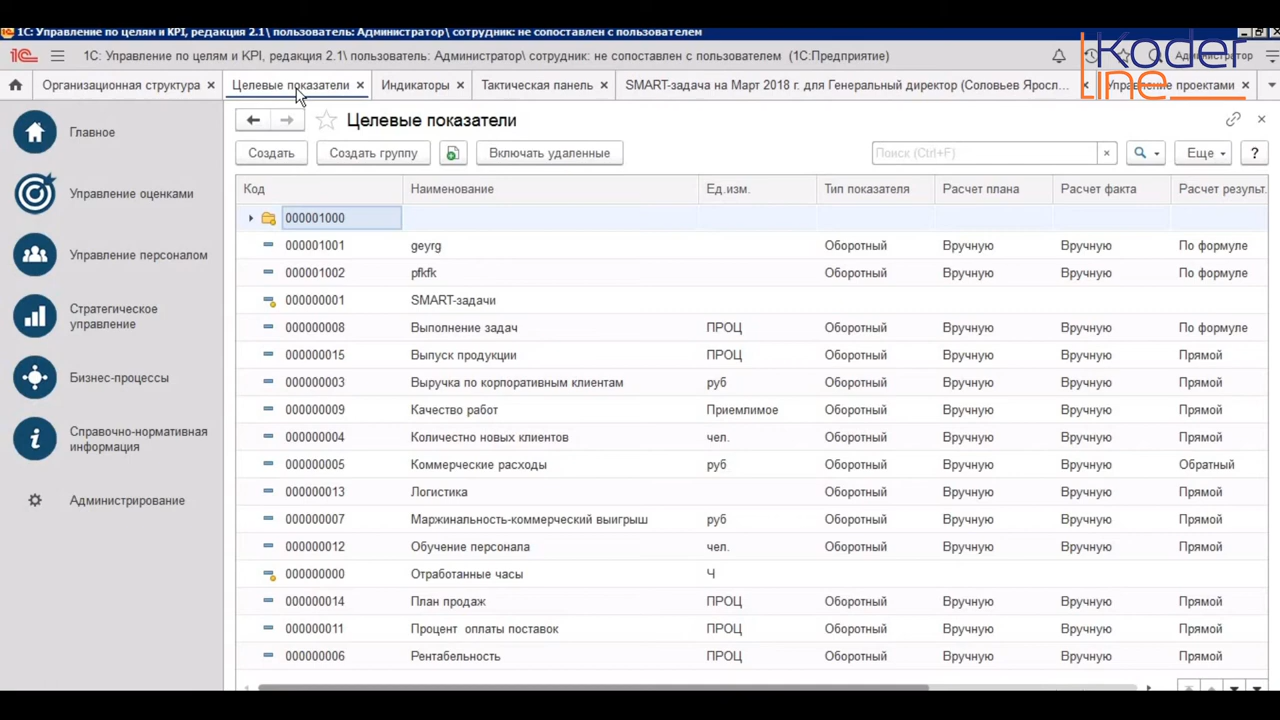 1С: Управление по целям и KPI, редакция 2.1\ пользователь: Администратор\ сотрудник: не сопоставлен с пользователем
1С: Управление по целям и KPI, редакция 2.1\ пользователь: Администратор\ сотрудник: не сопоставлен с пользователем (1С:Предприятие)
Администратор
Koder
Line
Организационная структура
Целевые показатели
Индикаторы
Тактическая панель
SMART-задача на Март 2018 г. для Генеральный директор (Соловьев Яросл...
Управление проектами
Главное
Управление оценками
Управление персоналом
Стратегическое
управление
Бизнес-процессы
Справочно-нормативная
информация
Администрирование
Целевые показатели
Создать Создать группу Включать удаленные Поиск (Ctrl+F) × Еще ?
Код Наименование Ед.изм. Тип показателя Расчет плана Расчет факта Расчет результ.
000001000
000001001 geyrg Оборотный Вручную Вручную По формуле
000001002 pfkfk Оборотный Вручную Вручную По формуле
000000001 SMART-задачи
000000008 Выполнение задач ПРОЦ Оборотный Вручную Вручную По формуле
000000015 Выпуск продукции ПРОЦ Оборотный Вручную Вручную Прямой
000000003 Выручка по корпоративным клиентам руб Оборотный Вручную Вручную Прямой
000000009 Качество работ Приемлимое Оборотный Вручную Вручную Прямой
000000004 Количестно новых клиентов чел. Оборотный Вручную Вручную Прямой
000000005 Коммерческие расходы руб Оборотный Вручную Вручную Обратный
000000013 Логистика Оборотный Вручную Вручную Прямой
000000007 Маржинальность-коммерческий выигрыш руб Оборотный Вручную Вручную Прямой
000000012 Обучение персонала чел. Оборотный Вручную Вручную Прямой
000000000 Отработанные часы Ч
000000014 План продаж ПРОЦ Оборотный Вручную Вручную Прямой
000000011 Процент оплаты поставок ПРОЦ Оборотный Вручную Вручную Прямой
000000006 Рентабельность ПРОЦ Оборотный Вручную Вручную Прямой